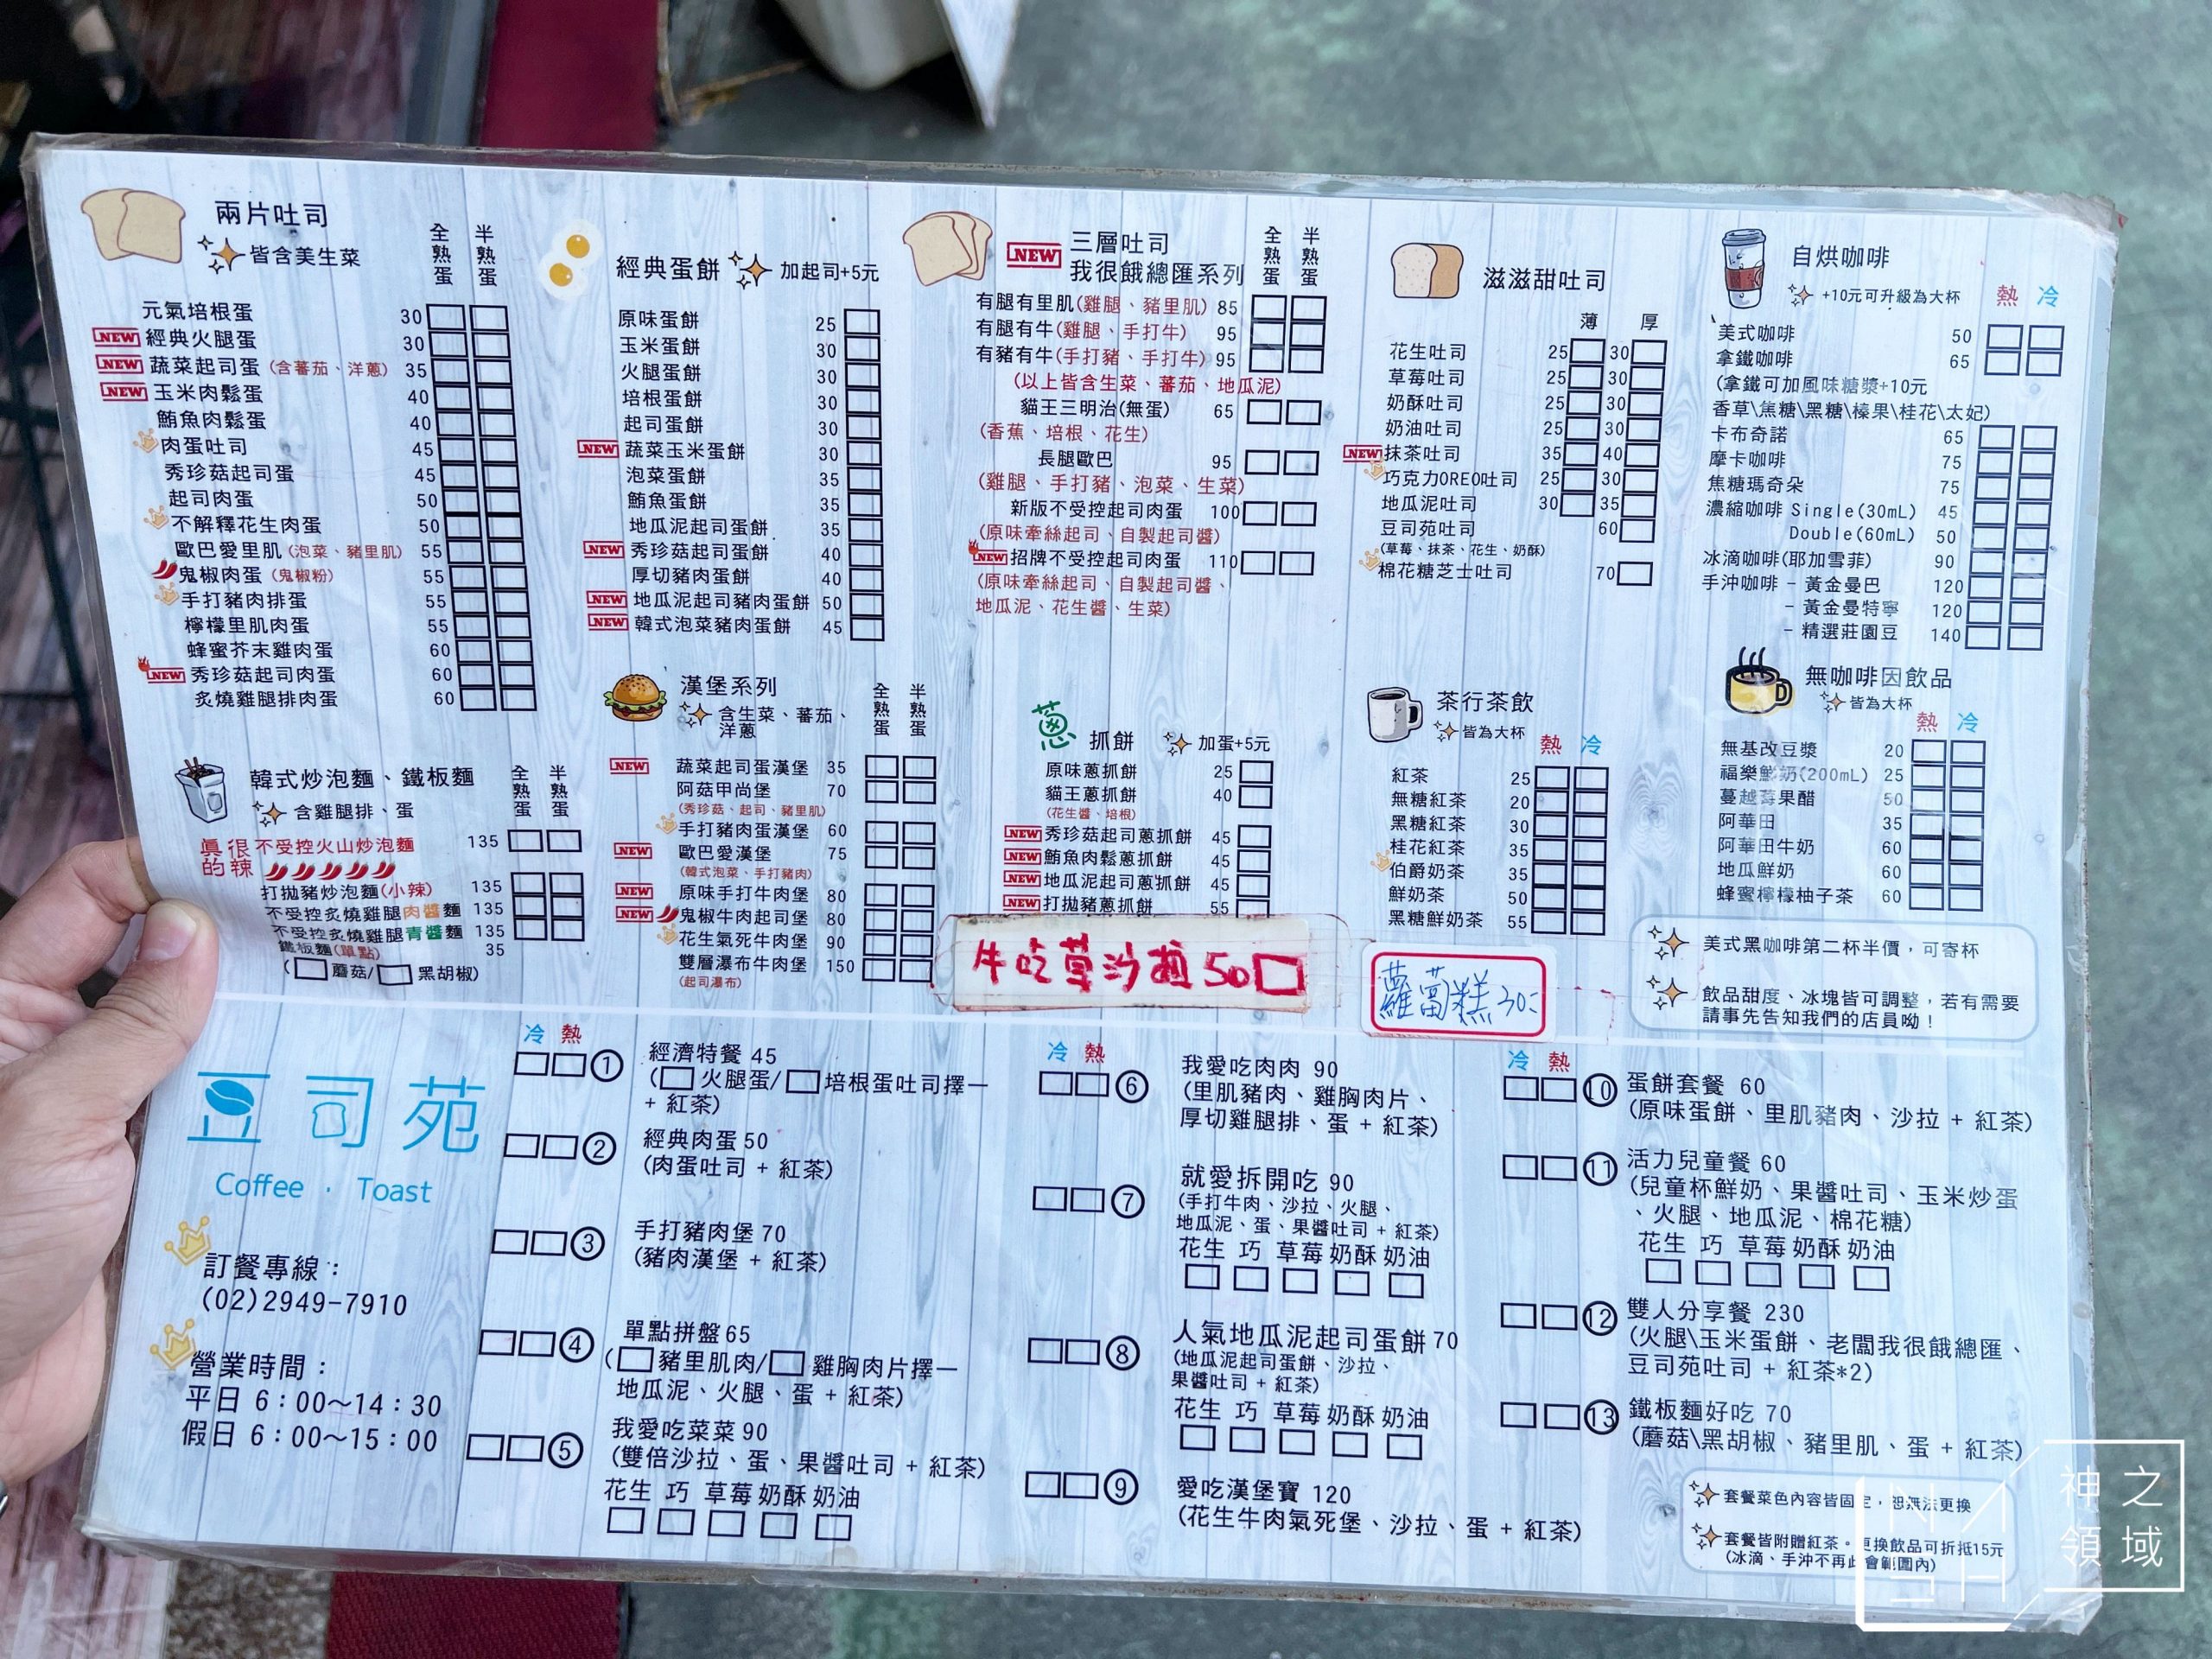 兩片吐司
皆含美生菜
全熟蛋 半熟蛋
元氣培根蛋 30
NEW 經典火腿蛋 30
NEW 蔬菜起司蛋 (含蕃茄、洋蔥) 35
NEW 玉米肉鬆蛋 40
鮪魚肉鬆蛋 40
肉蛋吐司 45
秀珍菇起司蛋 45
起司肉蛋 50
不解釋花生肉蛋 50
歐巴愛里肌 (泡菜、豬里肌) 55
鬼椒肉蛋 (鬼椒粉) 55
手打豬肉排蛋 55
檸檬里肌肉蛋 55
蜂蜜芥末雞肉蛋 60
NEW 秀珍菇起司肉蛋 60
炙燒雞腿排肉蛋 60
韓式炒泡麵、鐵板麵
含雞腿排、蛋
全熟蛋 半熟蛋
真的很辣 不受控火山炒泡麵 135
打拋豬炒泡麵(小辣) 135
不受控炙燒雞腿肉醬麵 135
不受控炙燒雞腿青醬麵 135
鐵板麵(單點) 35
(蘑菇/黑胡椒)
經典蛋餅 加起司+5元
原味蛋餅 25
玉米蛋餅 30
火腿蛋餅 30
培根蛋餅 30
起司蛋餅 30
NEW 蔬菜玉米蛋餅 30
泡菜蛋餅 35
鮪魚蛋餅 35
地瓜泥起司蛋餅 35
NEW 秀珍菇起司蛋餅 40
厚切豬肉蛋餅 40
NEW 地瓜泥起司豬肉蛋餅 50
NEW 韓式泡菜豬肉蛋餅 45
漢堡系列
含生菜、蕃茄、
洋蔥
全熟蛋 半熟蛋
NEW 蔬菜起司蛋漢堡 35
阿菇甲尚堡 70
(秀珍菇、起司、豬里肌)
手打豬肉蛋漢堡 60
NEW 歐巴愛漢堡 75
(韓式泡菜、手打豬肉)
NEW 原味手打牛肉堡 80
NEW 鬼椒牛肉起司堡 80
花生氣死牛肉堡 90
雙層瀑布牛肉堡 150
(起司瀑布)
NEW 三層吐司
我很餓總匯系列
全熟蛋 半熟蛋
有腿有里肌(雞腿、豬里肌) 85
有腿有牛(雞腿、手打牛) 95
有豬有牛(手打豬、手打牛) 95
(以上皆含生菜、蕃茄、地瓜泥)
貓王三明治(無蛋) 65
(香蕉、培根、花生)
長腿歐巴 95
(雞腿、手打豬、泡菜、生菜)
新版不受控起司肉蛋 100
(原味牽絲起司、自製起司醬)
NEW 招牌不受控起司肉蛋 110
(原味牽絲起司、自製起司醬、
地瓜泥、花生醬、生菜)
蔥 抓餅 加蛋+5元
原味蔥抓餅 25
貓王蔥抓餅 40
(花生醬、培根)
NEW 秀珍菇起司蔥抓餅 45
NEW 鮪魚肉鬆蔥抓餅 45
NEW 地瓜泥起司蔥抓餅 45
NEW 打拋豬蔥抓餅 55
牛吃草沙拉 50
滋滋甜吐司
薄 厚
花生吐司 25 30
草莓吐司 25 30
奶酥吐司 25 30
奶油吐司 25 30
NEW 抹茶吐司 35 40
巧克力OREO吐司 25 30
地瓜泥吐司 30 35
豆司苑吐司 60
(草莓、抹茶、花生、奶酥)
棉花糖芝士吐司 70
茶行茶飲
皆為大杯 熱 冷
紅茶 25
無糖紅茶 20
黑糖紅茶 30
桂花紅茶 35
伯爵奶茶 35
鮮奶茶 50
黑糖鮮奶茶 55
蘿蔔糕 30
自烘咖啡
+10元可升級為大杯 熱 冷
美式咖啡 50
拿鐵咖啡 65
(拿鐵可加風味糖漿+10元
香草\焦糖\黑糖\榛果\桂花\太妃)
卡布奇諾 65
摩卡咖啡 75
焦糖瑪奇朵 75
濃縮咖啡 Single(30mL) 45
Double(60mL) 50
冰滴咖啡(耶加雪菲) 90
手沖咖啡 - 黃金曼巴 120
- 黃金曼特寧 120
- 精選莊園豆 140
無咖啡因飲品
皆為大杯 熱 冷
無基改豆漿 20
福樂鮮奶(200mL) 25
蔓越莓果醋 50
阿華田 35
阿華田牛奶 60
地瓜鮮奶 60
蜂蜜檸檬柚子茶 60
美式黑咖啡第二杯半價，可寄杯
飲品甜度、冰塊皆可調整，若有需要
請事先告知我們的店員呦！
豆司苑
Coffee · Toast
訂餐專線：
(02)2949-7910
營業時間：
平日 6：00～14：30
假日 6：00～15：00
冷 熱
① 經濟特餐 45
(火腿蛋/培根蛋吐司擇一
+ 紅茶)
② 經典肉蛋 50
(肉蛋吐司 + 紅茶)
③ 手打豬肉堡 70
(豬肉漢堡 + 紅茶)
④ 單點拼盤 65
(豬里肌肉/雞胸肉片擇一
地瓜泥、火腿、蛋 + 紅茶)
⑤ 我愛吃菜菜 90
(雙倍沙拉、蛋、果醬吐司 + 紅茶)
花生 巧 草莓 奶酥 奶油
冷 熱
⑥ 我愛吃肉肉 90
(里肌豬肉、雞胸肉片、
厚切雞腿排、蛋 + 紅茶)
⑦ 就愛拆開吃 90
(手打牛肉、沙拉、火腿、
地瓜泥、蛋、果醬吐司 + 紅茶)
花生 巧 草莓 奶酥 奶油
⑧ 人氣地瓜泥起司蛋餅 70
(地瓜泥起司蛋餅、沙拉、
果醬吐司 + 紅茶)
花生 巧 草莓 奶酥 奶油
⑨ 愛吃漢堡寶 120
(花生牛肉氣死堡、沙拉、蛋 + 紅茶)
冷 熱
⑩ 蛋餅套餐 60
(原味蛋餅、里肌豬肉、沙拉 + 紅茶)
⑪ 活力兒童餐 60
(兒童杯鮮奶、果醬吐司、玉米炒蛋
、火腿、地瓜泥、棉花糖)
花生 巧 草莓 奶酥 奶油
⑫ 雙人分享餐 230
(火腿\玉米蛋餅、老闆我很餓總匯、
豆司苑吐司 + 紅茶*2)
⑬ 鐵板麵好吃 70
(蘑菇\黑胡椒、豬里肌、蛋 + 紅茶)
套餐菜色內容皆固定，恕無法更換
套餐皆附贈紅茶。更換飲品可折抵15元
(冰滴、手沖不再此會範圍內)
神之
領域